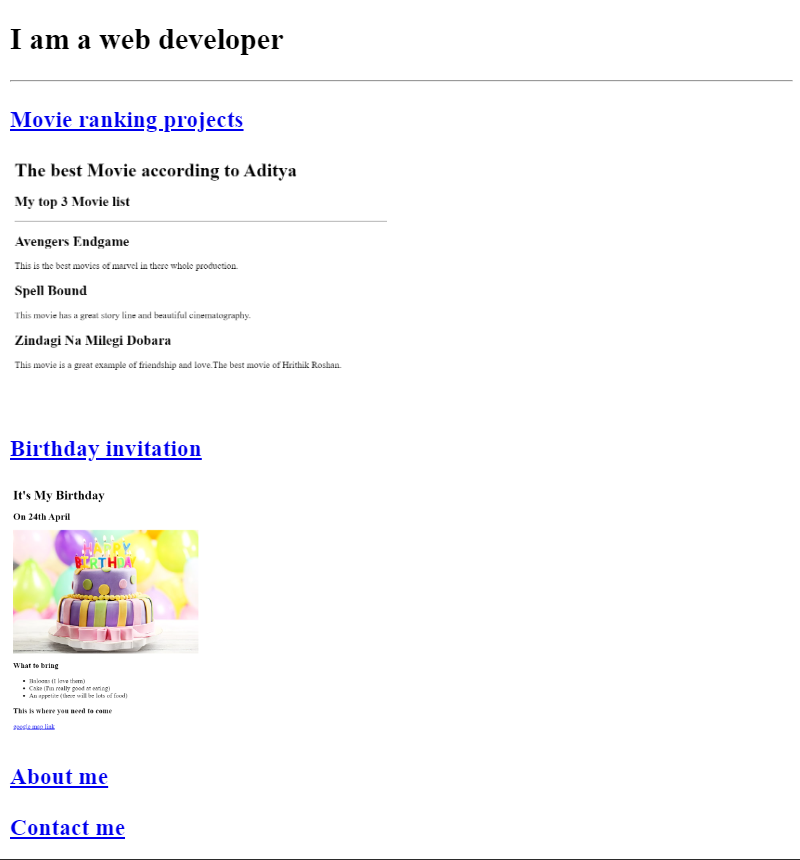 I am a web developer
Movie ranking projects
The best Movie according to Aditya
My top 3 Movie list
Avengers Endgame
This is the best movies of marvel in there whole production.
Spell Bound
This movie has a great story line and beautiful cinematography.
Zindagi Na Milegi Dobara
This movie is a great example of friendship and love.The best movie of Hrithik Roshan.
Birthday invitation
It's My Birthday
On 24th April
HAPPY
BIRTHDAY
What to bring
Baloons (I love them)
Cake (I'm really good at eating)
An appetite (there will be lots of food)
This is where you need to come
google map link
About me
Contact me